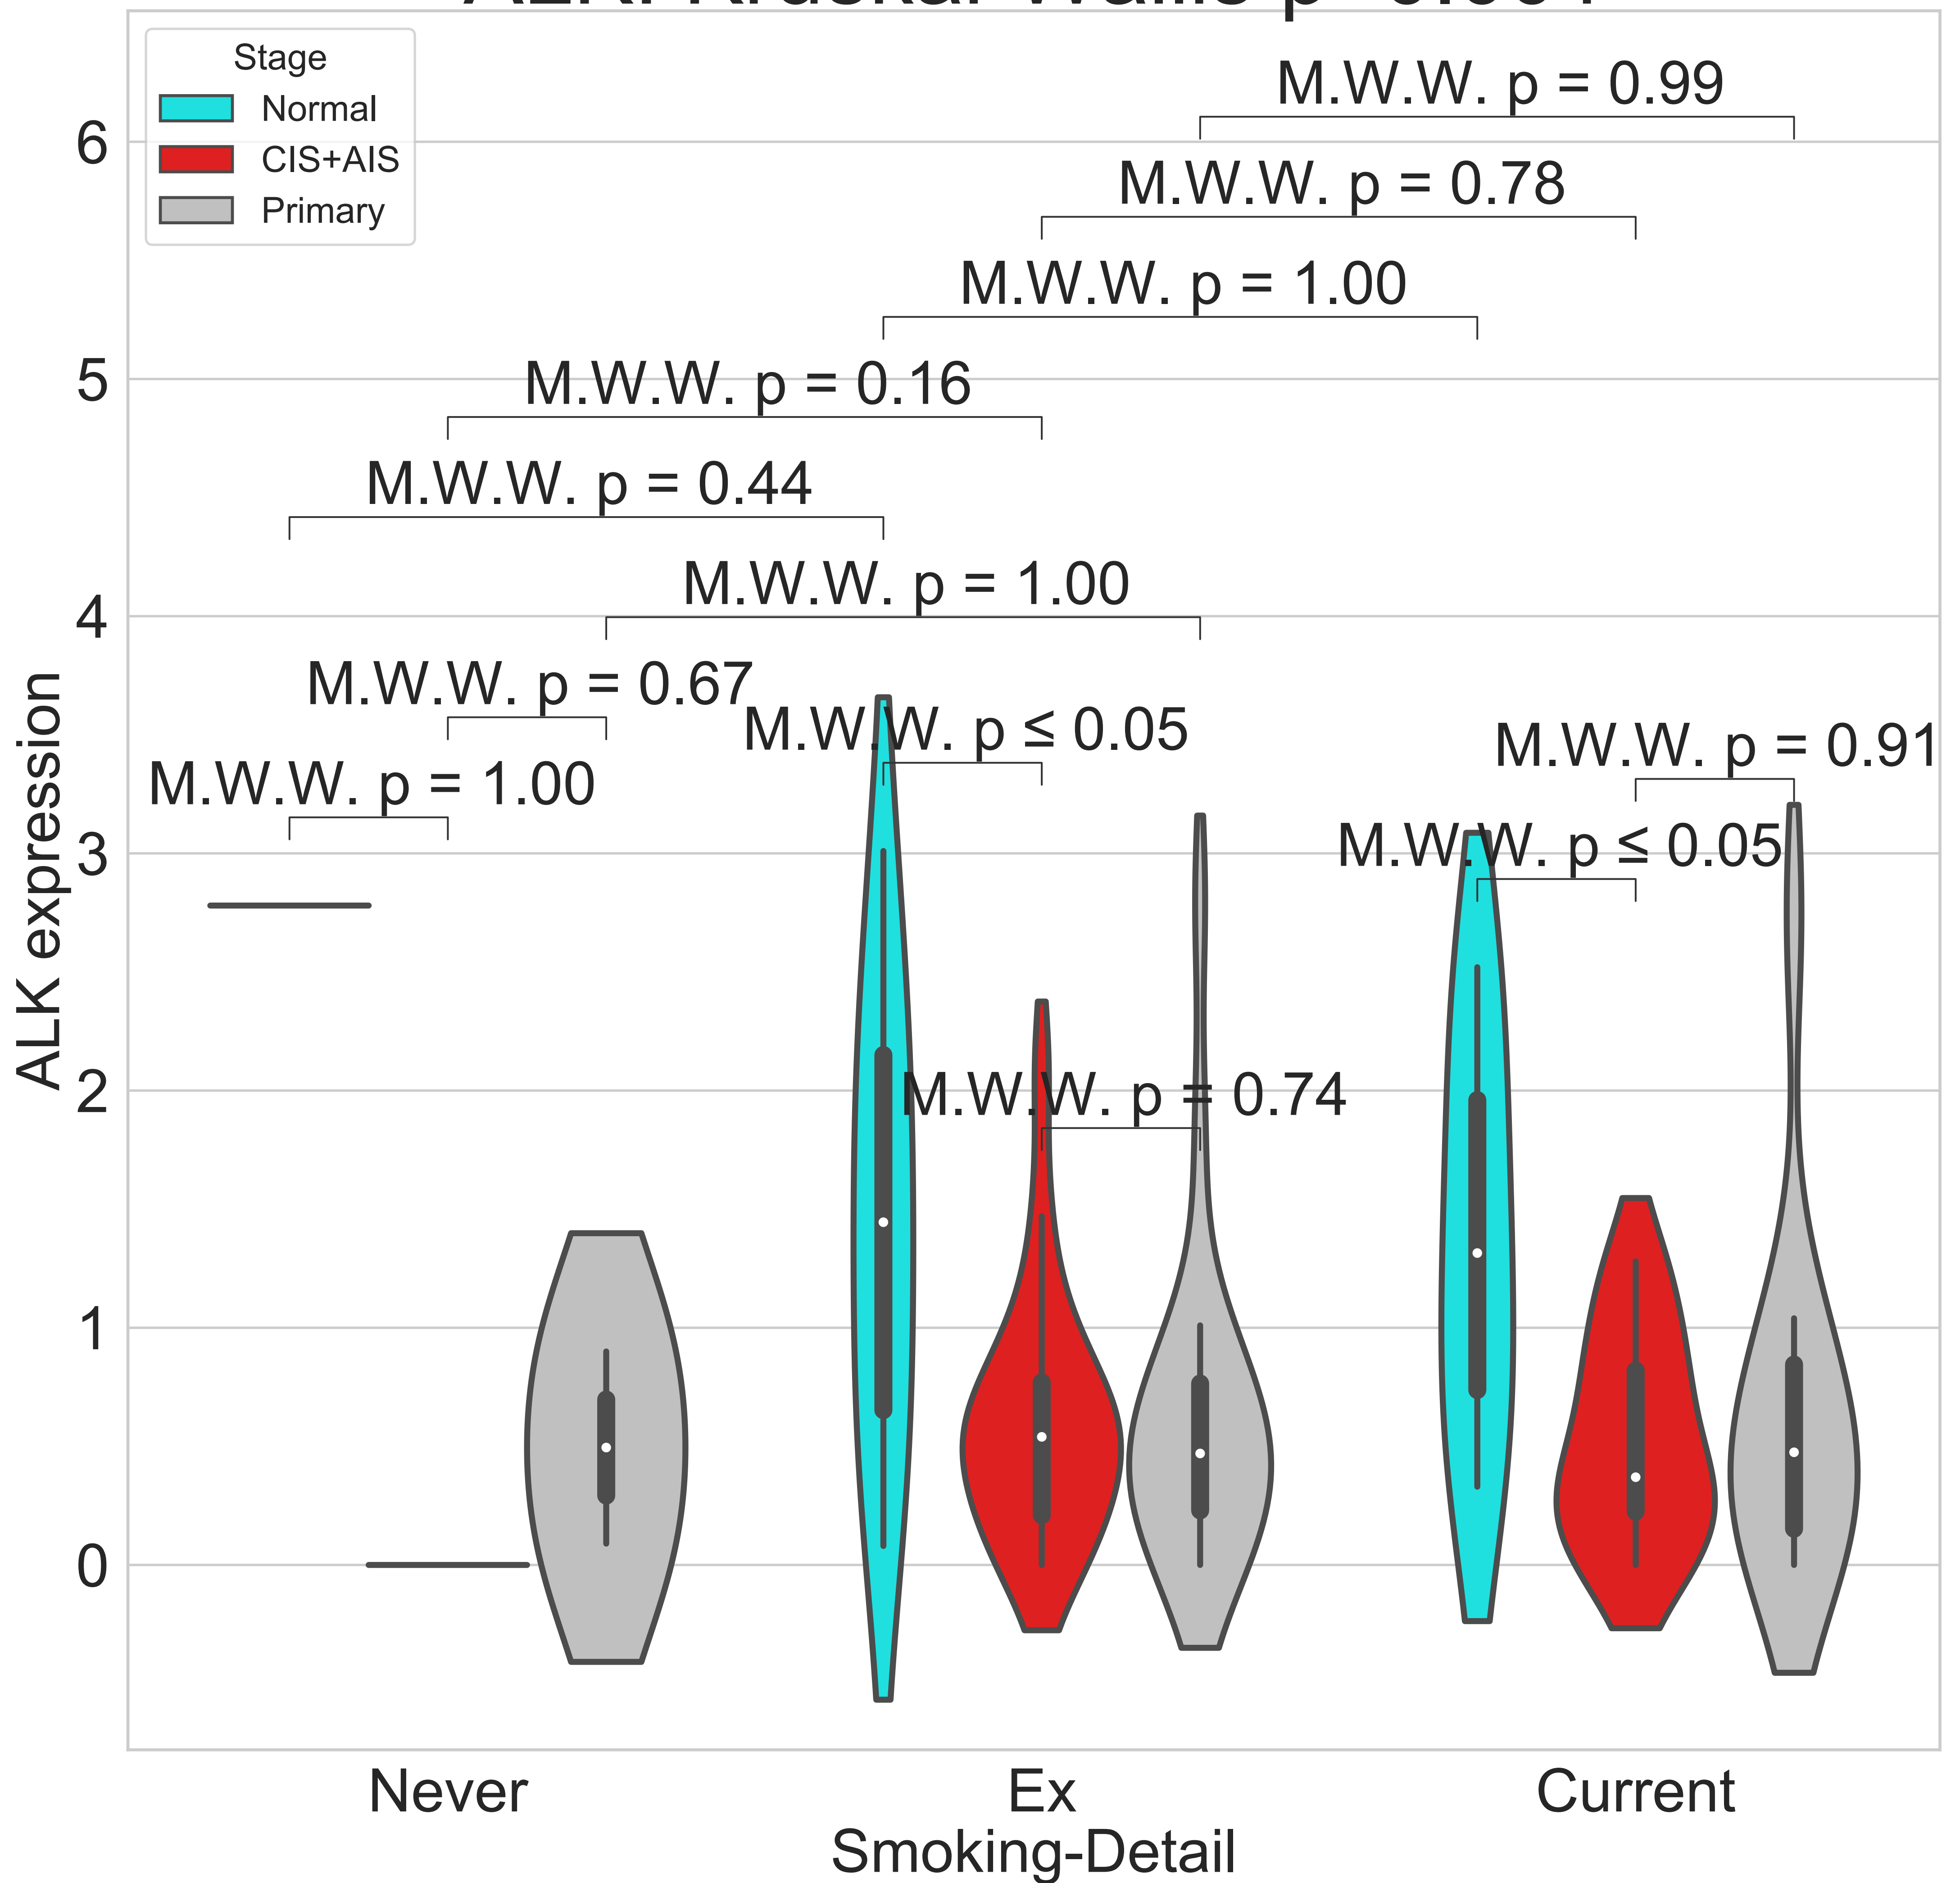 Stage
Normal
CIS+AIS
Primary
M.W.W. p = 0.99
M.W.W. p = 0.78
M.W.W. p = 1.00
M.W.W. p = 0.16
M.W.W. p = 0.44
M.W.W. p = 1.00
M.W.W. p = 0.67
M.W.W. p ≤ 0.05
M.W.W. p = 0.91
M.W.W. p = 1.00
M.W.W. p ≤ 0.05
M.W.W. p = 0.74
ALK expression
6
5
4
3
2
1
0
Never
Ex
Current
Smoking-Detail